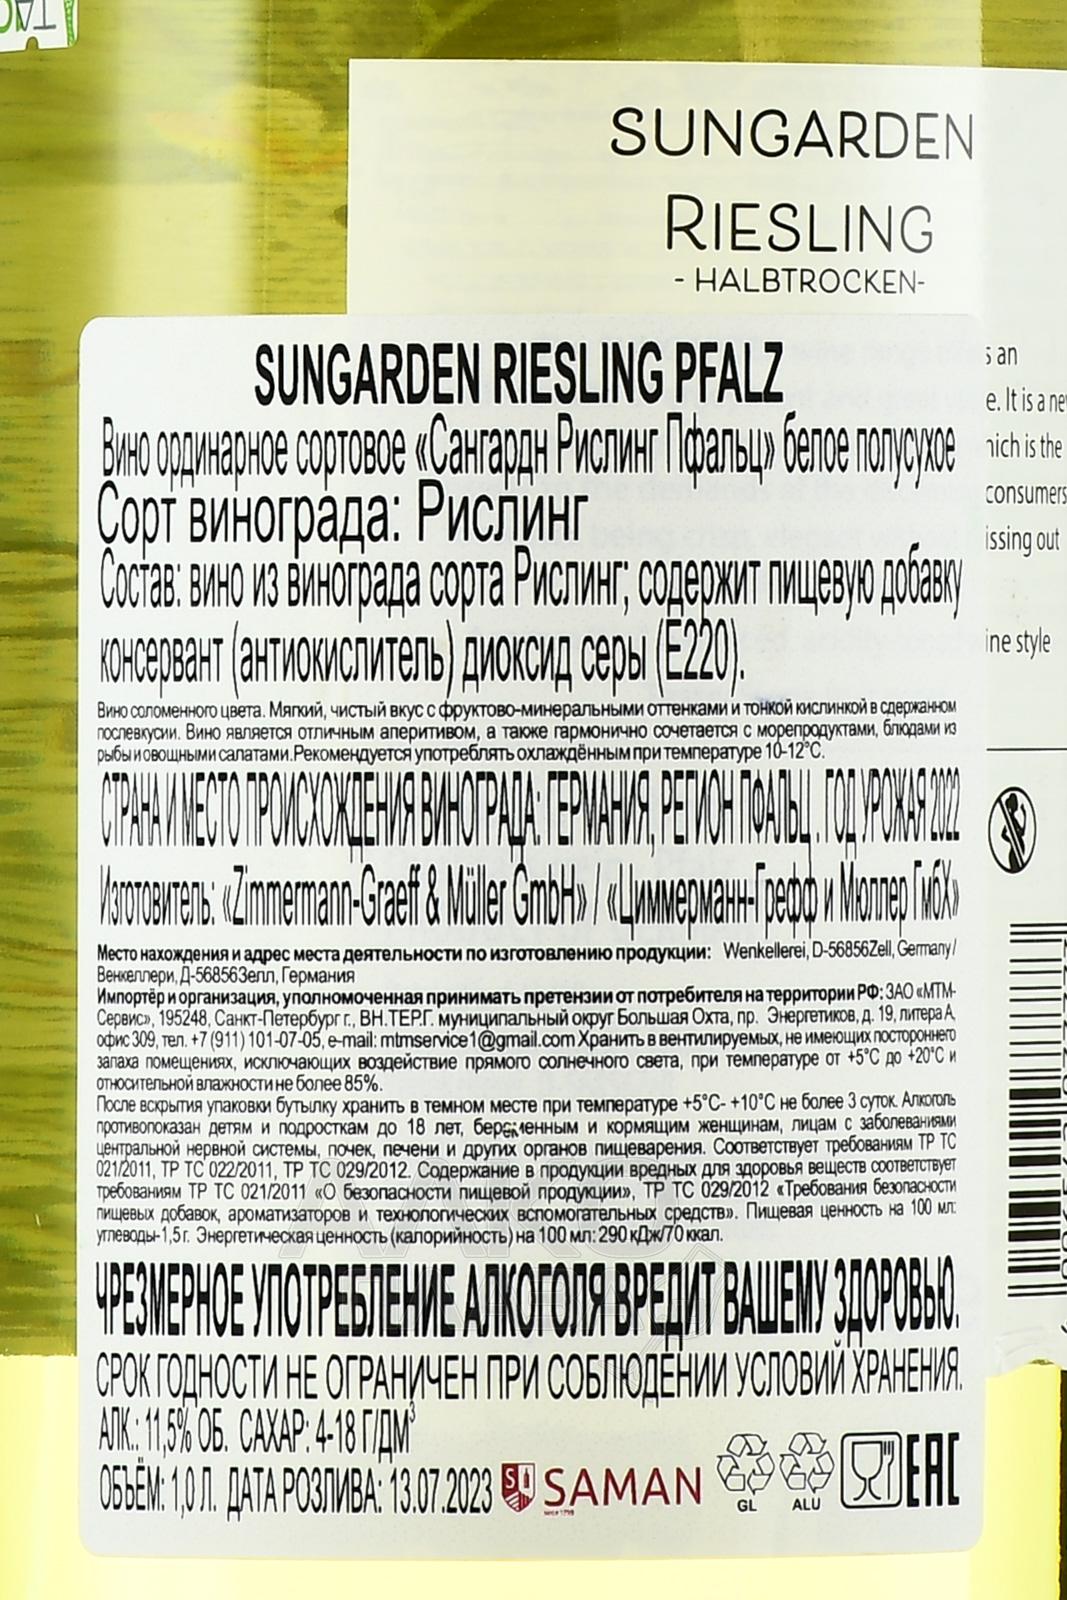 SUNGARDEN
RIESLING
- HALBTROCKEN-
s an
e. It is a ne
hich is the
consumers
issing out
ine style
SUNGARDEN RIESLING PFALZ
Вино ординарное сортовое «Сангардн Рислинг Пфальц» белое полусухое
Сорт винограда: Рислинг
Состав: вино из винограда сорта Рислинг; содержит пищевую добавку
консервант (антиокислитель) диоксид серы (Е220).
Вино соломенного цвета. Мягкий, чистый вкус с фруктово-минеральными оттенками и тонкой кислинкой в сдержанном
послевкусии. Вино является отличным аперитивом, а также гармонично сочетается с морепродуктами, блюдами из
рыбы и овощными салатами. Рекомендуется употреблять охлаждённым при температуре 10-12°С.
СТРАНА И МЕСТО ПРОИСХОЖДЕНИЯ ВИНОГРАДА: ГЕРМАНИЯ, РЕГИОН ПФАЛЬЦ . ГОД УРОЖАЯ 2022
Изготовитель: «Zimmermann-Graeff & Müller GmbH» / «Циммерманн-Грефф и Мюллер ГмбХ»
Место нахождения и адрес места деятельности по изготовлению продукции: Wenkellerei, D-56856Zell, Germany /
Венкеллери, Д-56856Зелл, Германия
Импортёр и организация, уполномоченная принимать претензии от потребителя на территории РФ: ЗАО «МТМ-
Сервис», 195248, Санкт-Петербург г., ВН.ТЕР.Г. муниципальный округ Большая Охта, пр. Энергетиков, д. 19, литера А,
офис 309, тел. +7 (911) 101-07-05, e-mail: mtmservice1@gmail.com Хранить в вентилируемых, не имеющих постороннего
запаха помещениях, исключающих воздействие прямого солнечного света, при температуре от +5°С до +20°С и
относительной влажности не более 85%.
После вскрытия упаковки бутылку хранить в темном месте при температуре +5°С- +10°С не более 3 суток. Алкоголь
противопоказан детям и подросткам до 18 лет, беременным и кормящим женщинам, лицам с заболеваниями
центральной нервной системы, почек, печени и других органов пищеварения. Соответствует требованиям ТР ТС
021/2011, ТР ТС 022/2011, ТР ТС 029/2012. Содержание в продукции вредных для здоровья веществ соответствует
требованиям ТР ТС 021/2011 «О безопасности пищевой продукции», ТР ТС 029/2012 «Требования безопасности
пищевых добавок, ароматизаторов и технологических вспомогательных средств». Пищевая ценность на 100 мл:
углеводы-1,5 г. Энергетическая ценность (калорийность) на 100 мл: 290 кДж/70 ккал.
ЧРЕЗМЕРНОЕ УПОТРЕБЛЕНИЕ АЛКОГОЛЯ ВРЕДИТ ВАШЕМУ ЗДОРОВЬЮ.
СРОК ГОДНОСТИ НЕ ОГРАНИЧЕН ПРИ СОБЛЮДЕНИИ УСЛОВИЙ ХРАНЕНИЯ.
АЛК.: 11,5% ОБ. САХАР: 4-18 Г/ДМ³
ОБЪЁМ: 1,0 Л. ДАТА РОЗЛИВА: 13.07.2023
SAMAN
since 1799
GL
ALU
EAC